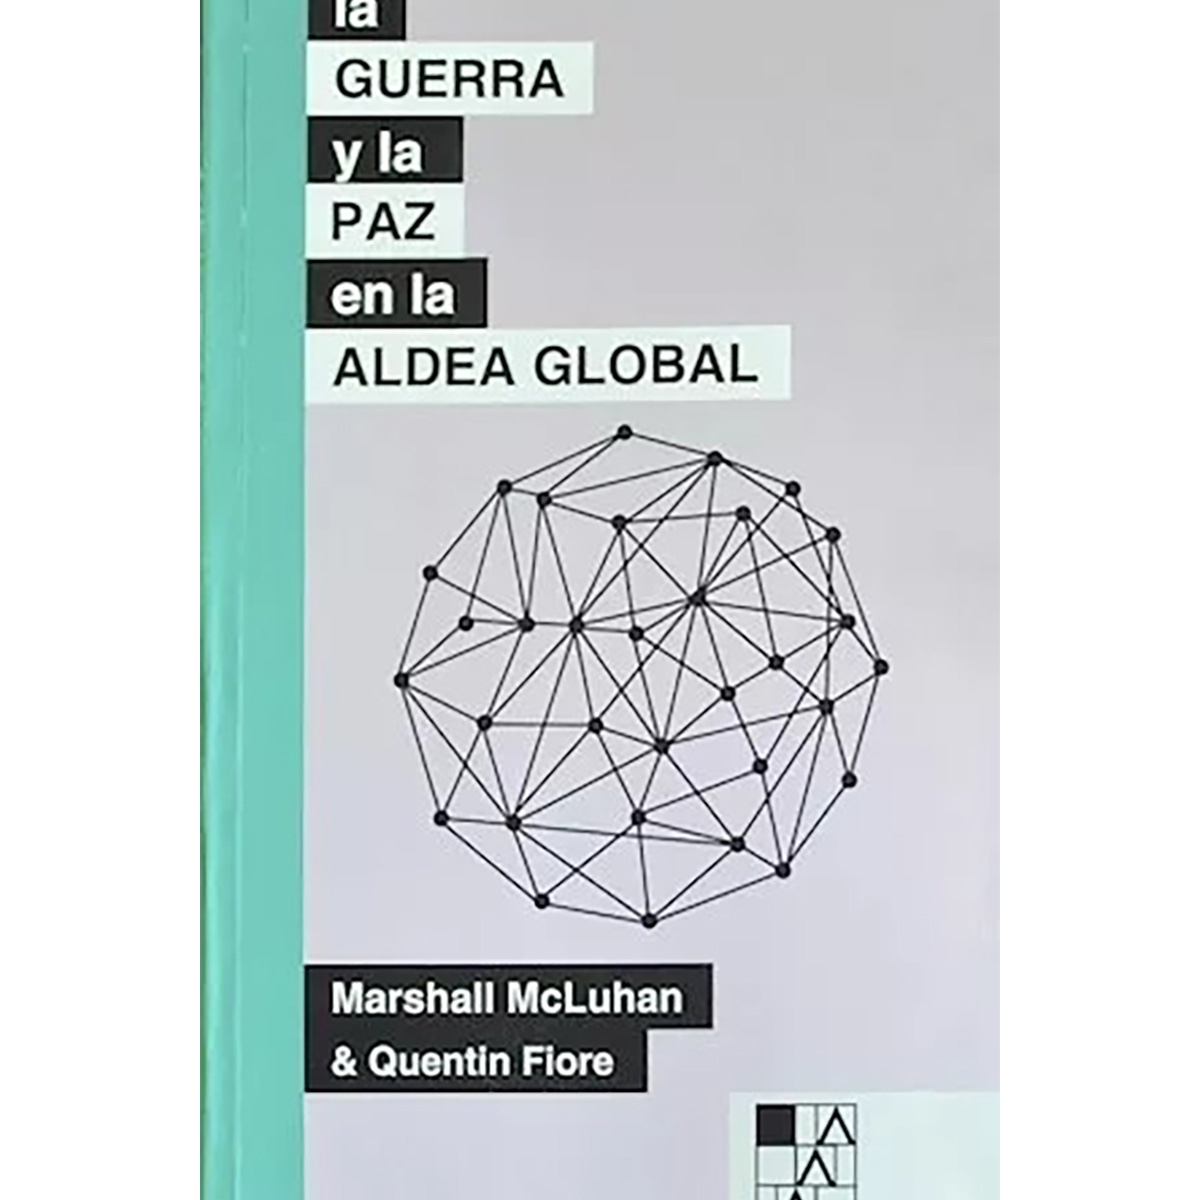 la
GUERRA
y la
PAZ
en la
ALDEA GLOBAL
Marshall McLuhan
& Quentin Fiore